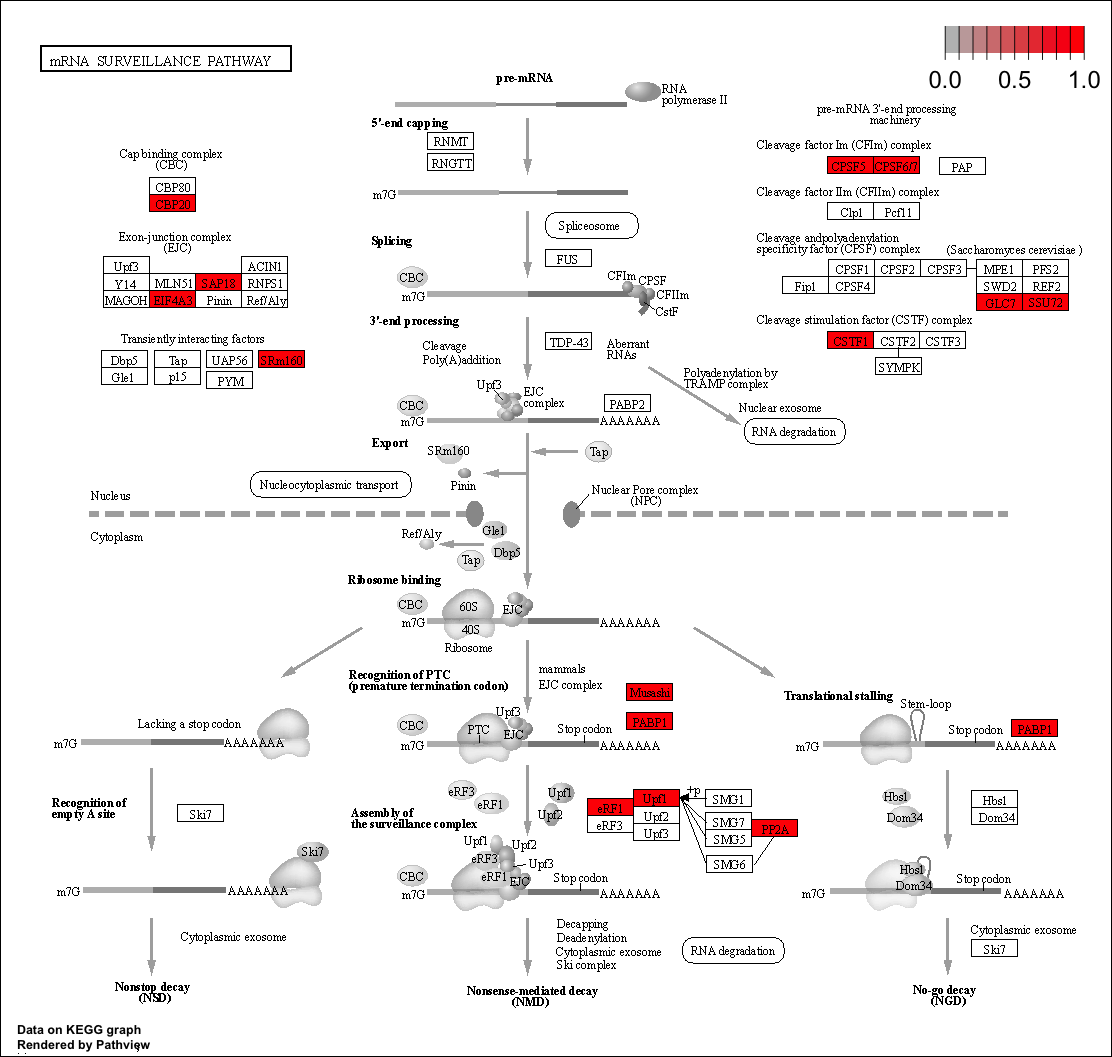 mRNA SURVEILLANCE PATHWAY
0.0 0.5 1.0
pre-mRNA
RNA
polymerase II
5'-end capping
RNMT
RNGTT
m7G
Cap binding complex
(CBC)
CBP80
CBP20
Exon-junction complex
(EJC)
Upf3 ACIN1
Y14 MLN51 SAP18 RNPS1
MAGOH EIF4A3 Pinin Ref/Aly
Transiently interacting factors
Dbp5 Tap UAP56 SRm160
Gle1 p15 PYM
pre-mRNA 3'-end processing
machinery
Cleavage factor Im (CFIm) complex
CPSF5 CPSF6/7 PAP
Cleavage factor IIm (CFIIm) complex
Clp1 Pcf11
Cleavage andpolyadenylation
specificity factor (CPSF) complex
(Saccharomyces cerevisiae )
CPSF1 CPSF2 CPSF3 MPE1 PFS2
Fip1 CPSF4 SWD2 REF2
GLC7 SSU72
Cleavage stimulation factor (CSTF) complex
CSTF1 CSTF2 CSTF3
SYMPK
Splicing
Spliceosome
FUS
CBC
m7G
CFIm
CPSF
CFIIm
CstF
3'-end processing
Cleavage
Poly(A)addition
TDP-43
Aberrant
RNAs
Polyadenylation by
TRAMP complex
Nuclear exosome
RNA degradation
Upf3
EJC
complex
CBC
m7G
PABP2
AAAAAAA
Export
SRm160
Tap
Pinin
Nucleocytoplasmic transport
Nucleus
Nuclear Pore complex
(NPC)
Cytoplasm
Ref/Aly
Gle1
Dbp5
Tap
Ribosome binding
CBC
m7G
60S
40S
EJC
AAAAAAA
Ribosome
Recognition of PTC
(premature termination codon)
mammals
EJC complex
Musashi
PABP1
CBC
m7G
PTC
Upf3
EJC
Stop codon
AAAAAAA
Lacking a stop codon
m7G
AAAAAAA
Translational stalling
Stem-loop
Stop codon
PABP1
m7G
AAAAAAA
Recognition of
empty A site
Ski7
Assembly of
the surveillance complex
eRF3
eRF1
Upf1
Upf2
eRF1 Upf1 +p SMG1
eRF3 Upf2 SMG7
Upf3 SMG5 PP2A
SMG6
Hbs1
Dom34
Hbs1
Dom34
Ski7
m7G
AAAAAAA
CBC
m7G
Upf1
Upf2
eRF3
Upf3
eRF1
EJC
Stop codon
AAAAAAA
Hbs1
Dom34
Stop codon
m7G
AAAAAAA
Cytoplasmic exosome
Decapping
Deadenylation
Cytoplasmic exosome
Ski complex
RNA degradation
Cytoplasmic exosome
Ski7
Nonstop decay
(NSD)
Nonsense-mediated decay
(NMD)
No-go decay
(NGD)
Data on KEGG graph
Rendered by Pathview